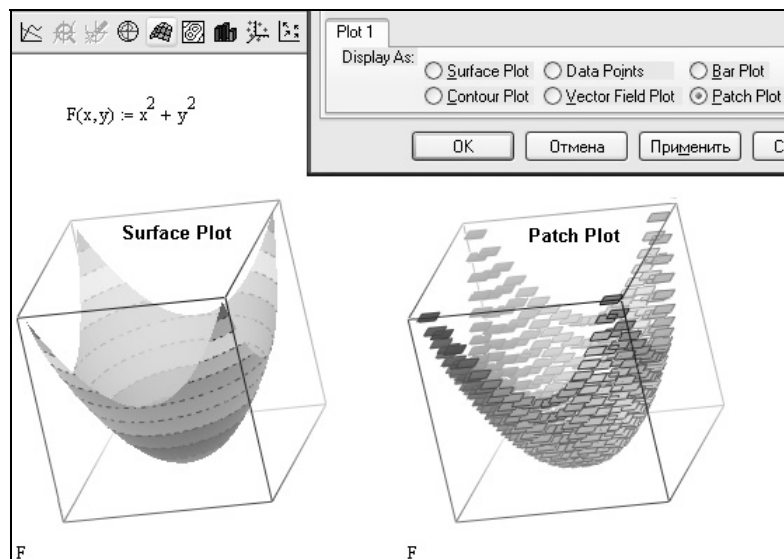 Plot 1
Display As:
Surface Plot Data Points Bar Plot
Contour Plot Vector Field Plot Patch Plot
OK Отмена Применить С
F(x,y) := x² + y²
Surface Plot
Patch Plot
F
F